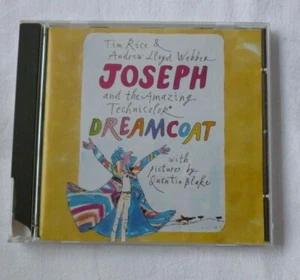 Tim Rice &
Andrew Lloyd Webber
JOSEPH
and the Amazing
Technicolor
DREAMCOAT
with
pictures by
Quentin Blake